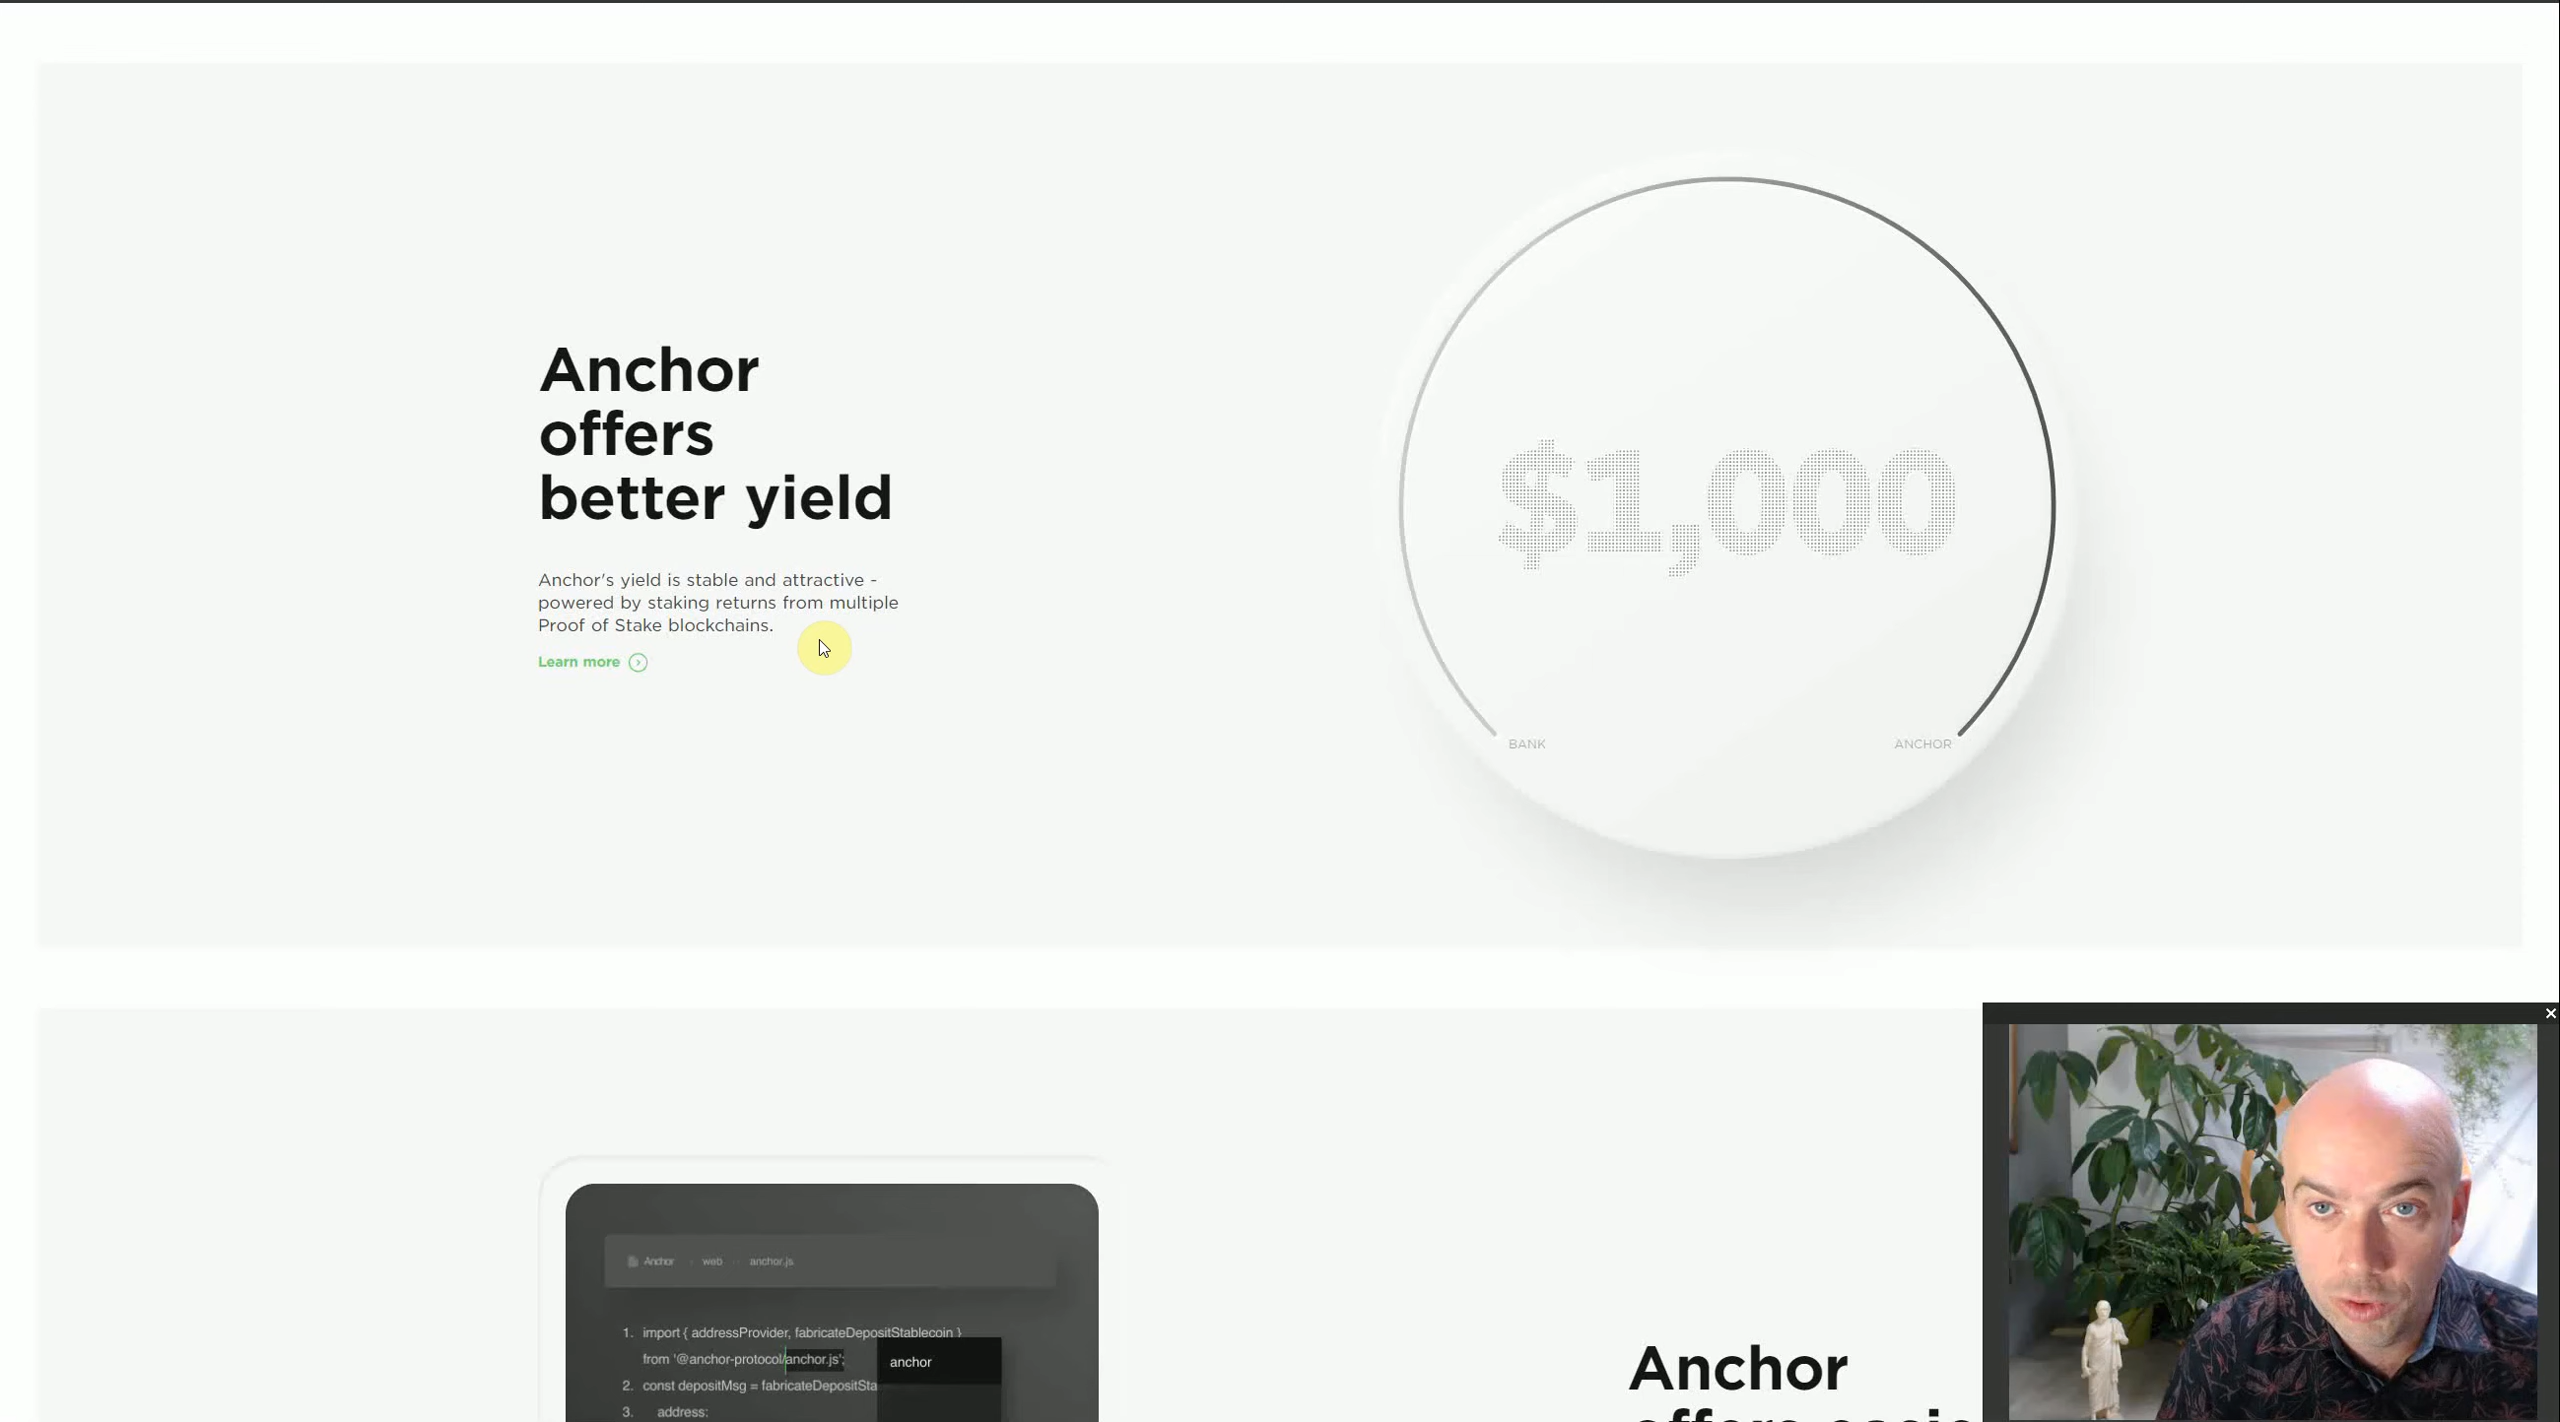 Anchor
offers
better yield
Anchor's yield is stable and attractive -
powered by staking returns from multiple
Proof of Stake blockchains.
Learn more
$1,000
BANK
ANCHOR
Anchor web anchor.js
1. import { addressProvider, fabricateDepositStablecoin }
from '@anchor-protocol/anchor.js';
anchor
2. const depositMsg = fabricateDepositSta
3. address:
Anchor
offers